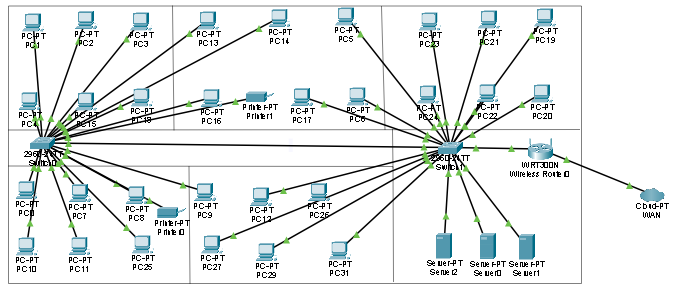 PC-PT
PC1
PC-PT
PC2
PC-PT
PC3
PC-PT
PC13
PC-PT
PC14
PC-PT
PC5
PC-PT
PC23
PC-PT
PC21
PC-PT
PC19
PC-PT
PC4
PC-PT
PC15
PC-PT
PC18
PC-PT
PC16
Printer-PT
Printer1
PC-PT
PC17
PC-PT
PC6
PC-PT
PC24
PC-PT
PC22
PC-PT
PC20
2960-24TT
Switch0
2960-24TT
Switch1
WRT300N
Wireless Router0
Cloud-PT
WAN
PC-PT
PC-PT
PC7
PC-PT
PC8
Printer-PT
Printer0
PC-PT
PC9
PC-PT
PC12
PC-PT
PC26
PC-PT
PC10
PC-PT
PC11
PC-PT
PC25
PC-PT
PC27
PC-PT
PC29
PC-PT
PC31
Server-PT
Server2
Server-PT
Server0
Server-PT
Server1